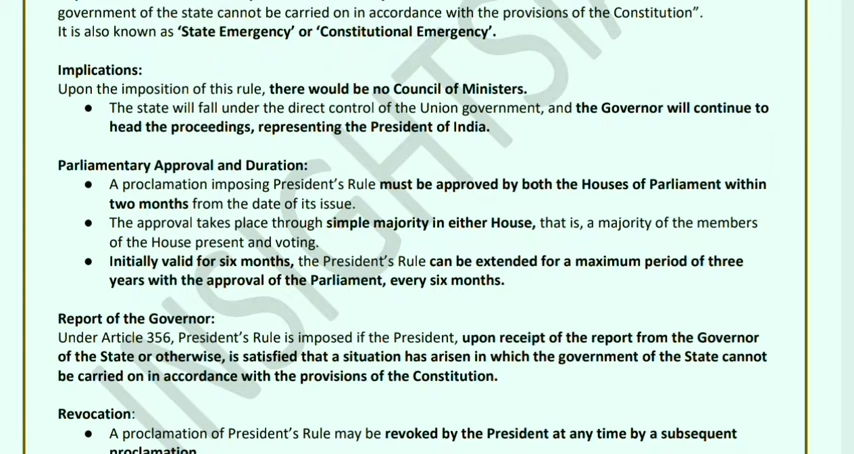 government of the state cannot be carried on in accordance with the provisions of the Constitution”.
It is also known as ‘State Emergency’ or ‘Constitutional Emergency’.
Implications:
Upon the imposition of this rule, there would be no Council of Ministers.
● The state will fall under the direct control of the Union government, and the Governor will continue to
head the proceedings, representing the President of India.
Parliamentary Approval and Duration:
● A proclamation imposing President’s Rule must be approved by both the Houses of Parliament within
two months from the date of its issue.
● The approval takes place through simple majority in either House, that is, a majority of the members
of the House present and voting.
● Initially valid for six months, the President’s Rule can be extended for a maximum period of three
years with the approval of the Parliament, every six months.
Report of the Governor:
Under Article 356, President’s Rule is imposed if the President, upon receipt of the report from the Governor
of the State or otherwise, is satisfied that a situation has arisen in which the government of the State cannot
be carried on in accordance with the provisions of the Constitution.
Revocation:
● A proclamation of President’s Rule may be revoked by the President at any time by a subsequent
proclamation
INSIGHTSI